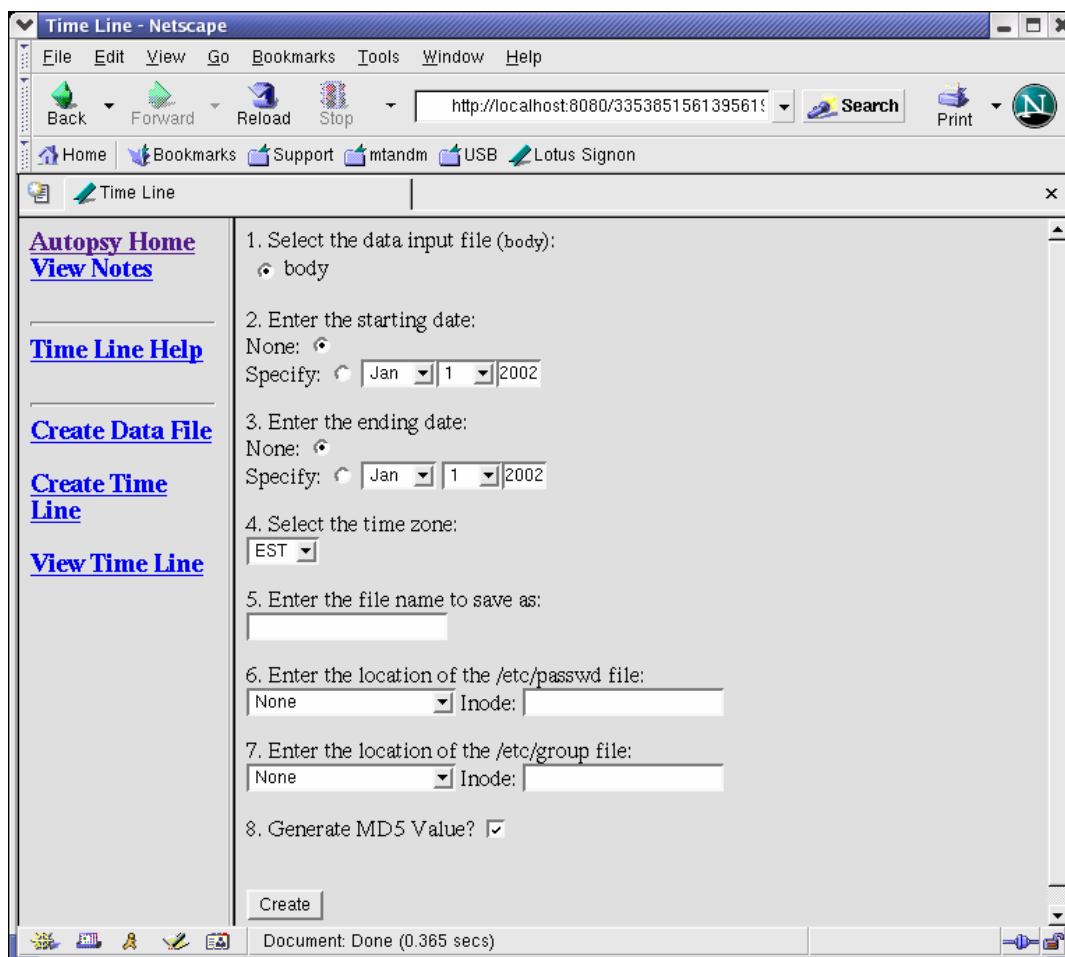 Time Line - Netscape
File Edit View Go Bookmarks Tools Window Help
Back Forward Reload Stop http://localhost:8080/3353851561395619 Search Print N
Home Bookmarks Support mtandm USB Lotus Signon
Time Line
Autopsy Home
View Notes
Time Line Help
Create Data File
Create Time
Line
View Time Line
1. Select the data input file (body):
body
2. Enter the starting date:
None:
Specify: Jan 1 2002
3. Enter the ending date:
None:
Specify: Jan 1 2002
4. Select the time zone:
EST
5. Enter the file name to save as:
6. Enter the location of the /etc/passwd file:
None Inode:
7. Enter the location of the /etc/group file:
None Inode:
8. Generate MD5 Value?
Create
Document: Done (0.365 secs)